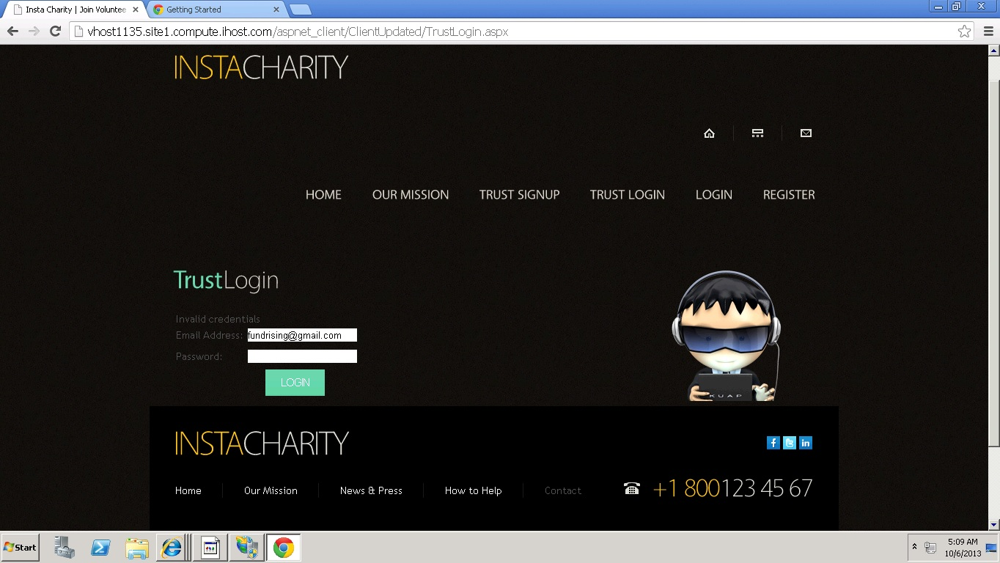 Insta Charity | Join Voluntee
Getting Started
vhost1135.site1.compute.ihost.com/aspnet_client/ClientUpdated/TrustLogin.aspx
INSTACHARITY
HOME OUR MISSION TRUST SIGNUP TRUST LOGIN LOGIN REGISTER
TrustLogin
Invalid credentials
Email Address: fundrising@gmail.com
Password:
LOGIN
KUAP
INSTACHARITY
f t in
Home Our Mission News & Press How to Help Contact +1 800123 45 67
Start
5:09 AM
10/6/2013